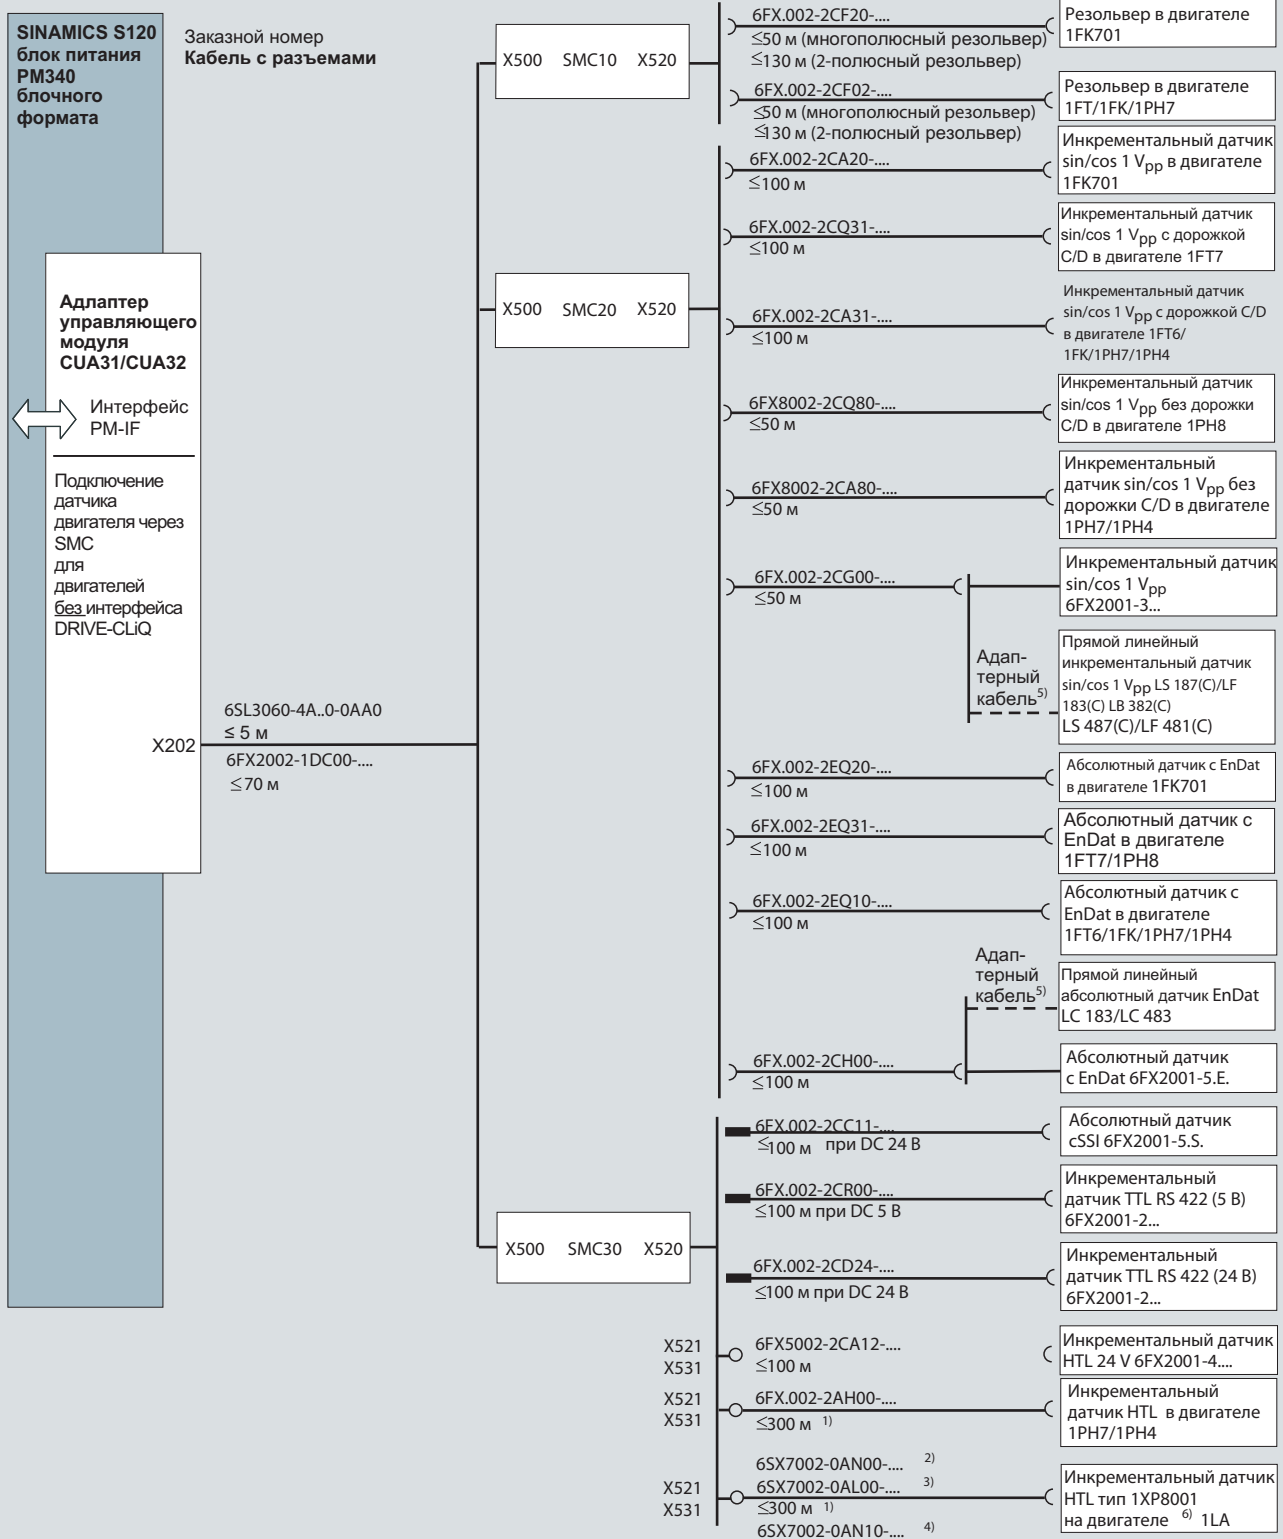 SINAMICS S120
блок питания
PM340
блочного
формата
Заказной номер
Кабель с разъемами
Адлаптер
управляющего
модуля
CUA31/CUA32
Интерфейс
PM-IF
Подключение
датчика
двигателя через
SMC
для
двигателей
без интерфейса
DRIVE-CLiQ
X202
6SL3060-4A..0-0AA0
≤ 5 м
6FX2002-1DC00-....
≤70 м
X500 SMC10 X520
6FX.002-2CF20-....
≤50 м (многополюсный резольвер)
≤130 м (2-полюсный резольвер)
Резольвер в двигателе
1FK701
6FX.002-2CF02-....
≤50 м (многополюсный резольвер)
≤130 м (2-полюсный резольвер)
Резольвер в двигателе
1FT/1FK/1PH7
X500 SMC20 X520
6FX.002-2CA20-....
≤100 м
Инкрементальный датчик
sin/cos 1 Vpp в двигателе
1FK701
6FX.002-2CQ31-....
≤100 м
Инкрементальный датчик
sin/cos 1 Vpp с дорожкой
C/D в двигателе 1FT7
6FX.002-2CA31-....
≤100 м
Инкрементальный датчик
sin/cos 1 Vpp с дорожкой C/D
в двигателе 1FT6/
1FK/1PH7/1PH4
6FX8002-2CQ80-....
≤50 м
Инкрементальный датчик
sin/cos 1 Vpp без дорожки
C/D в двигателе 1PH8
6FX8002-2CA80-....
≤50 м
Инкрементальный
датчик sin/cos 1 Vpp без
дорожки C/D в двигателе
1PH7/1PH4
6FX.002-2CG00-....
≤50 м
Инкрементальный датчик
sin/cos 1 Vpp
6FX2001-3...
Адап-
терный
кабель5)
Прямой линейный
инкрементальный датчик
sin/cos 1 Vpp LS 187(C)/LF
183(C) LB 382(C)
LS 487(C)/LF 481(C)
6FX.002-2EQ20-....
≤100 м
Абсолютный датчик с EnDat
в двигателе 1FK701
6FX.002-2EQ31-....
≤100 м
Абсолютный датчик с
EnDat в двигателе
1FT7/1PH8
6FX.002-2EQ10-....
≤100 м
Абсолютный датчик с
EnDat в двигателе
1FT6/1FK/1PH7/1PH4
Адап-
терный
кабель5)
Прямой линейный
абсолютный датчик EnDat
LC 183/LC 483
6FX.002-2CH00-....
≤100 м
Абсолютный датчик
с EnDat 6FX2001-5.E.
X500 SMC30 X520
6FX.002-2CC11-....
≤100 м при DC 24 В
Абсолютный датчик
сSSI 6FX2001-5.S.
6FX.002-2CR00-....
≤100 м при DC 5 В
Инкрементальный
датчик TTL RS 422 (5 В)
6FX2001-2...
6FX.002-2CD24-....
≤100 м при DC 24 В
Инкрементальный
датчик TTL RS 422 (24 В)
6FX2001-2...
X521
X531
6FX5002-2CA12-....
≤100 м
Инкрементальный датчик
HTL 24 V 6FX2001-4....
X521
X531
6FX.002-2AH00-....
≤300 м 1)
Инкрементальный
датчик HTL в двигателе
1PH7/1PH4
X521
X531
6SX7002-0AN00-.... 2)
6SX7002-0AL00-.... 3)
≤300 м 1)
6SX7002-0AN10-.... 4)
Инкрементальный датчик
HTL тип 1XP8001
на двигателе 6) 1LA